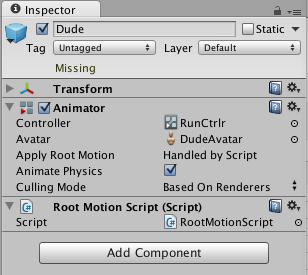 Inspector
Dude Static
Tag Untagged Layer Default
Missing
Transform
Animator
Controller RunCtrlr
Avatar DudeAvatar
Apply Root Motion Handled by Script
Animate Physics
Culling Mode Based On Renderers
Root Motion Script (Script)
Script RootMotionScript
Add Component